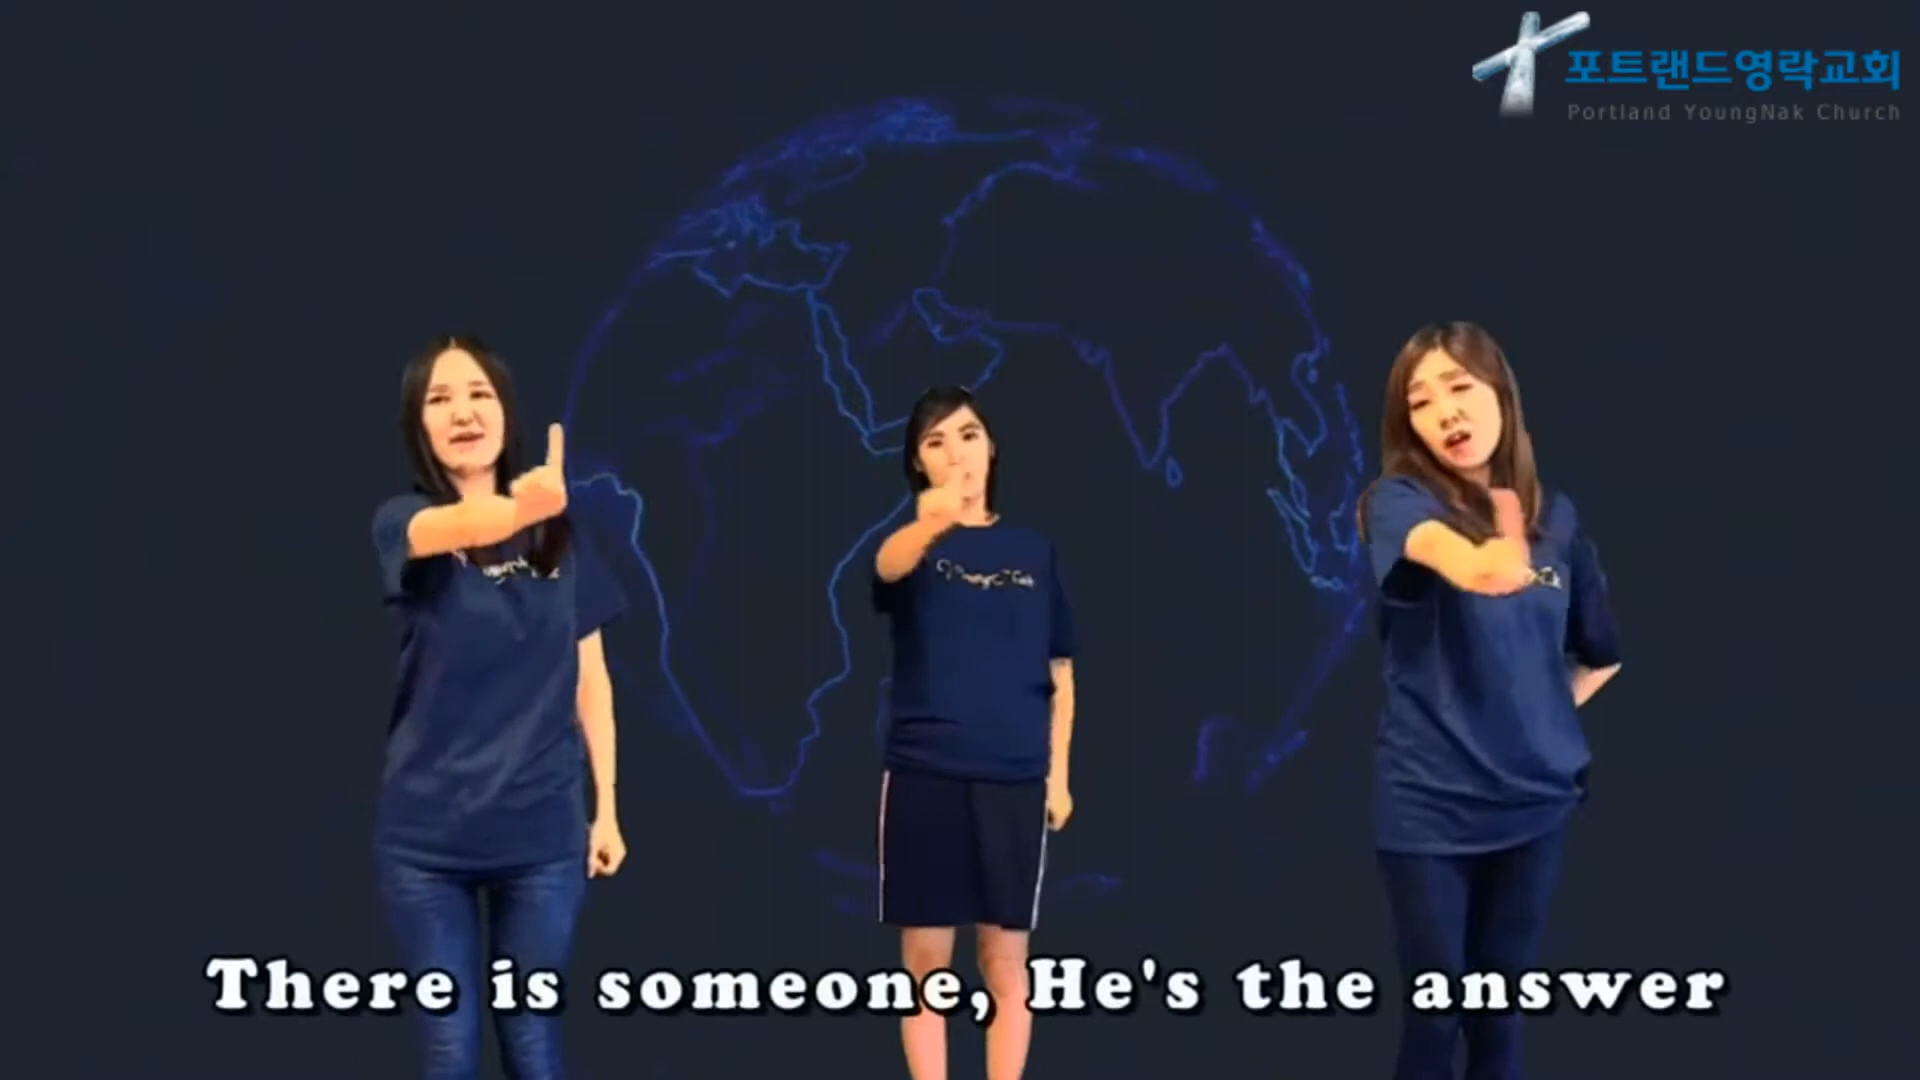 포트랜드영락교회
Portland YoungNak Church
There is someone, He's the answer